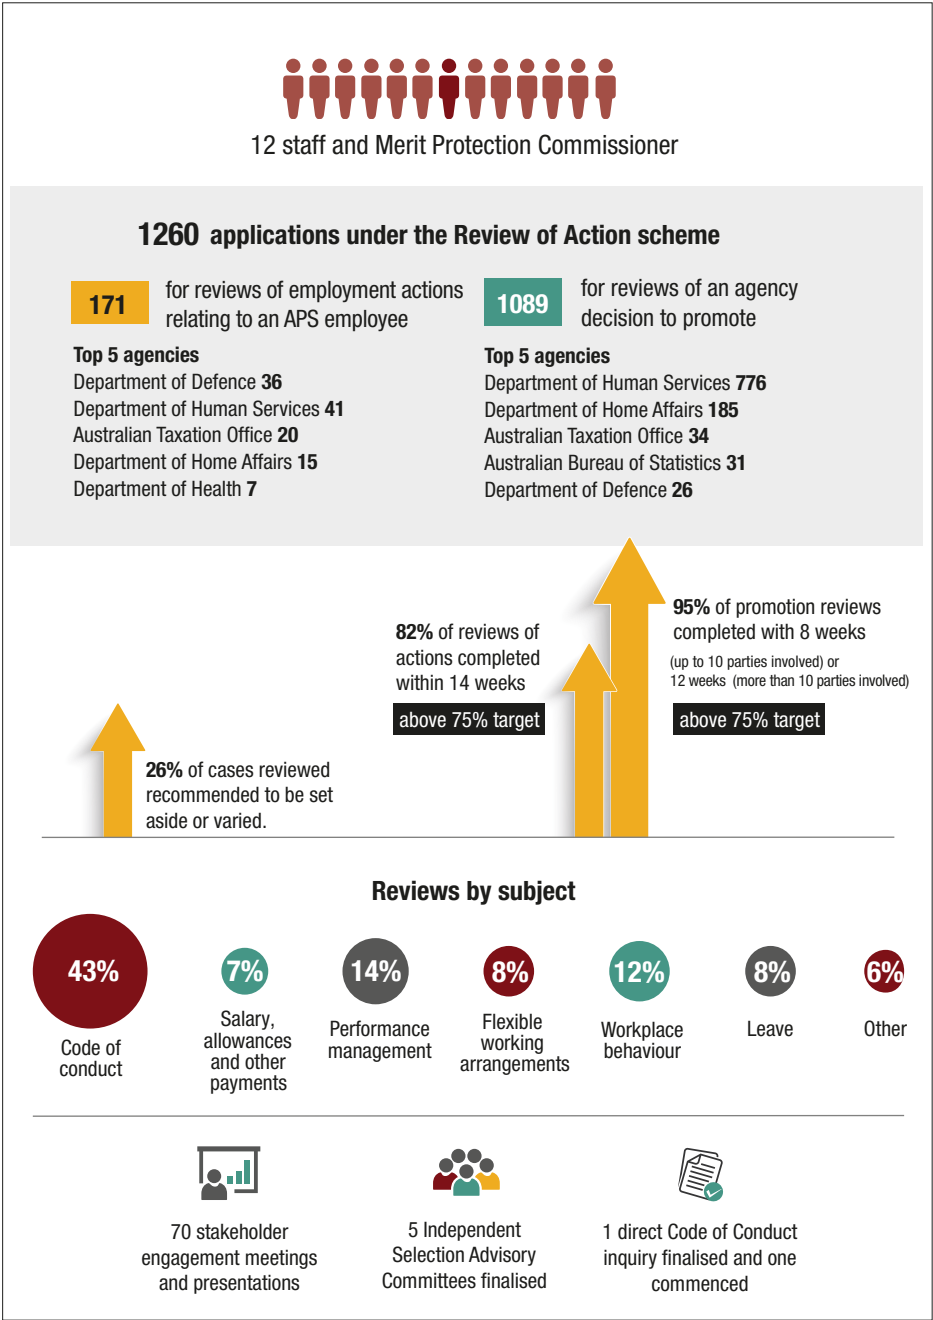 12 staff and Merit Protection Commissioner
1260 applications under the Review of Action scheme
171
for reviews of employment actions
relating to an APS employee
Top 5 agencies
Department of Defence 36
Department of Human Services 41
Australian Taxation Office 20
Department of Home Affairs 15
Department of Health 7
1089
for reviews of an agency
decision to promote
Top 5 agencies
Department of Human Services 776
Department of Home Affairs 185
Australian Taxation Office 34
Australian Bureau of Statistics 31
Department of Defence 26
26% of cases reviewed
recommended to be set
aside or varied.
82% of reviews of
actions completed
within 14 weeks
above 75% target
95% of promotion reviews
completed with 8 weeks
(up to 10 parties involved) or
12 weeks (more than 10 parties involved)
above 75% target
Reviews by subject
43%
Code of
conduct
7%
Salary,
allowances
and other
payments
14%
Performance
management
8%
Flexible
working
arrangements
12%
Workplace
behaviour
8%
Leave
6%
Other
70 stakeholder
engagement meetings
and presentations
5 Independent
Selection Advisory
Committees finalised
1 direct Code of Conduct
inquiry finalised and one
commenced